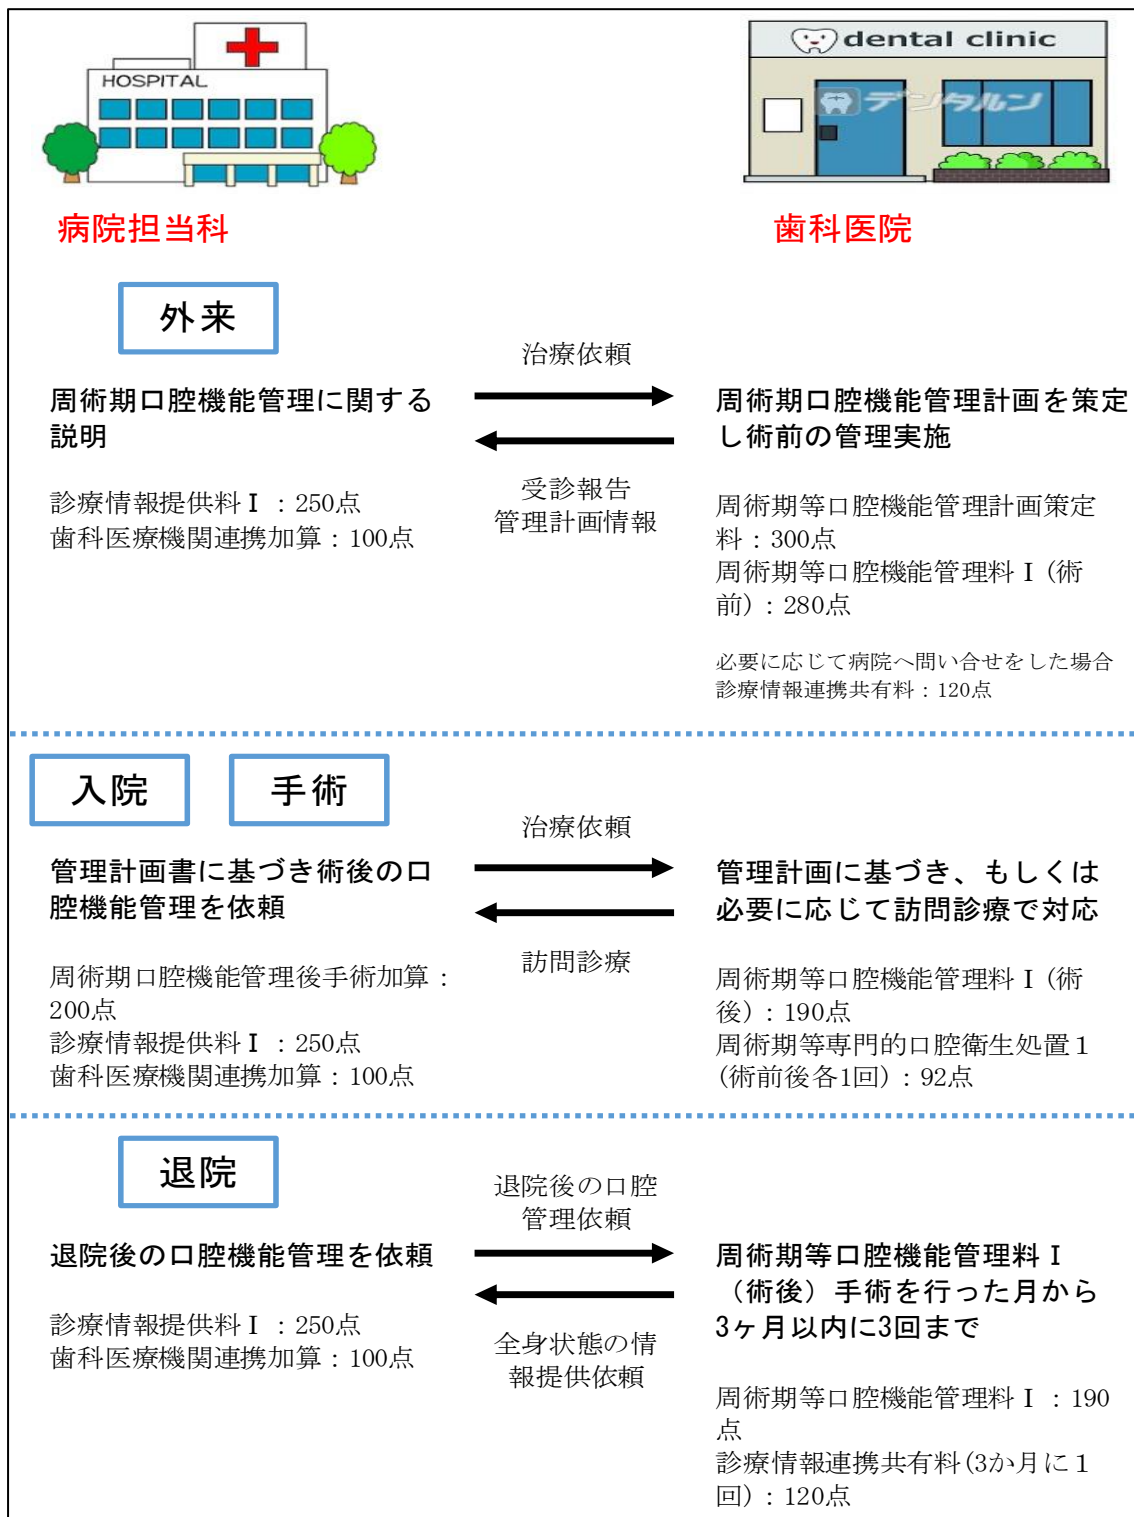 HOSPITAL
dental clinic
デンタルン
病院担当科
歯科医院
外来
治療依頼
周術期口腔機能管理に関する
説明
周術期口腔機能管理計画を策定
し術前の管理実施
受診報告
管理計画情報
診療情報提供料Ⅰ：250点
歯科医療機関連携加算：100点
周術期等口腔機能管理計画策定
料：300点
周術期等口腔機能管理料Ⅰ(術
前)：280点
必要に応じて病院へ問い合せをした場合
診療情報連携共有料：120点
入院
手術
治療依頼
管理計画書に基づき術後の口
腔機能管理を依頼
管理計画に基づき、もしくは
必要に応じて訪問診療で対応
訪問診療
周術期口腔機能管理後手術加算：
200点
診療情報提供料Ⅰ：250点
歯科医療機関連携加算：100点
周術期等口腔機能管理料Ⅰ(術
後)：190点
周術期等専門的口腔衛生処置１
(術前後各1回)：92点
退院
退院後の口腔
管理依頼
退院後の口腔機能管理を依頼
周術期等口腔機能管理料Ⅰ
（術後）手術を行った月から
3ヶ月以内に3回まで
全身状態の情
報提供依頼
診療情報提供料Ⅰ：250点
歯科医療機関連携加算：100点
周術期等口腔機能管理料Ⅰ：190
点
診療情報連携共有料(3か月に１
回)：120点